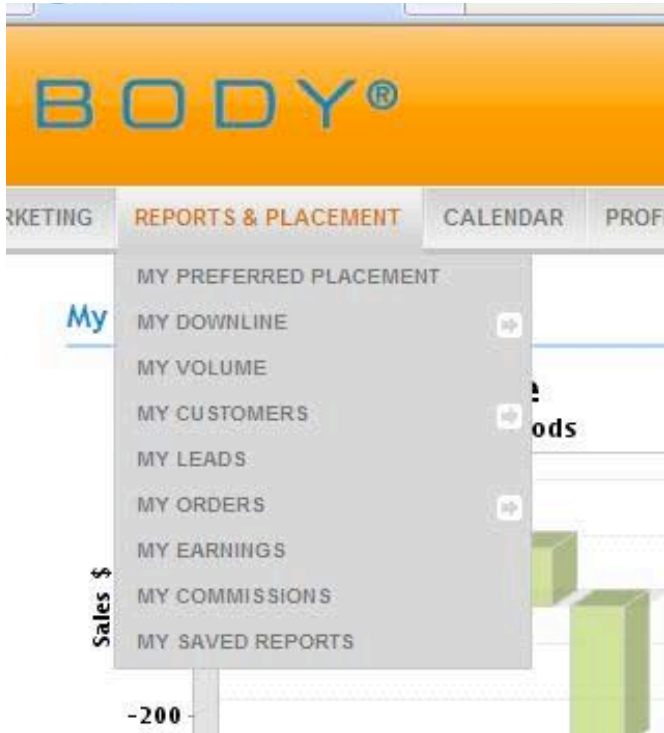 BODY®
RKETING REPORTS & PLACEMENT CALENDAR PROF
MY PREFERRED PLACEMENT
My
MY DOWNLINE
MY VOLUME
MY CUSTOMERS
ods
MY LEADS
MY ORDERS
MY EARNINGS
MY COMMISSIONS
MY SAVED REPORTS
Sales $
-200